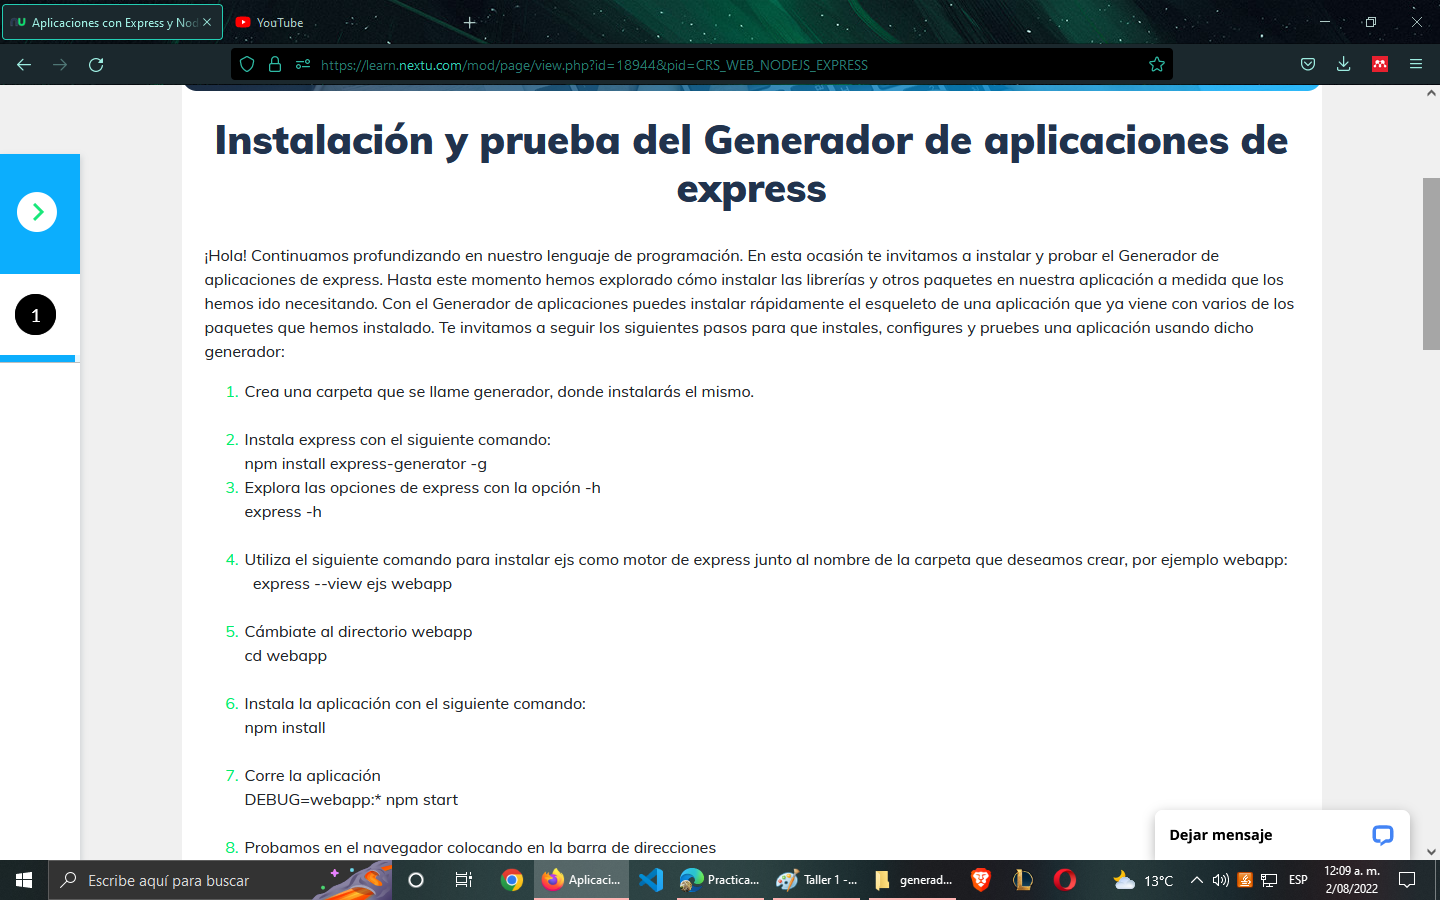 Aplicaciones con Express y Nod
YouTube
https://learn.nextu.com/mod/page/view.php?id=18944&pid=CRS_WEB_NODEJS_EXPRESS
Instalación y prueba del Generador de aplicaciones de
express
¡Hola! Continuamos profundizando en nuestro lenguaje de programación. En esta ocasión te invitamos a instalar y probar el Generador de
aplicaciones de express. Hasta este momento hemos explorado cómo instalar las librerías y otros paquetes en nuestra aplicación a medida que los
hemos ido necesitando. Con el Generador de aplicaciones puedes instalar rápidamente el esqueleto de una aplicación que ya viene con varios de los
paquetes que hemos instalado. Te invitamos a seguir los siguientes pasos para que instales, configures y pruebes una aplicación usando dicho
generador:
1
1. Crea una carpeta que se llame generador, donde instalarás el mismo.
2. Instala express con el siguiente comando:
npm install express-generator -g
3. Explora las opciones de express con la opción -h
express -h
4. Utiliza el siguiente comando para instalar ejs como motor de express junto al nombre de la carpeta que deseamos crear, por ejemplo webapp:
express --view ejs webapp
5. Cámbiate al directorio webapp
cd webapp
6. Instala la aplicación con el siguiente comando:
npm install
7. Corre la aplicación
DEBUG=webapp:* npm start
8. Probamos en el navegador colocando en la barra de direcciones
Dejar mensaje
Escribe aquí para buscar
Aplicaci...
Practica...
Taller 1 -...
generad...
13°C
ESP
12:09 a. m.
2/08/2022